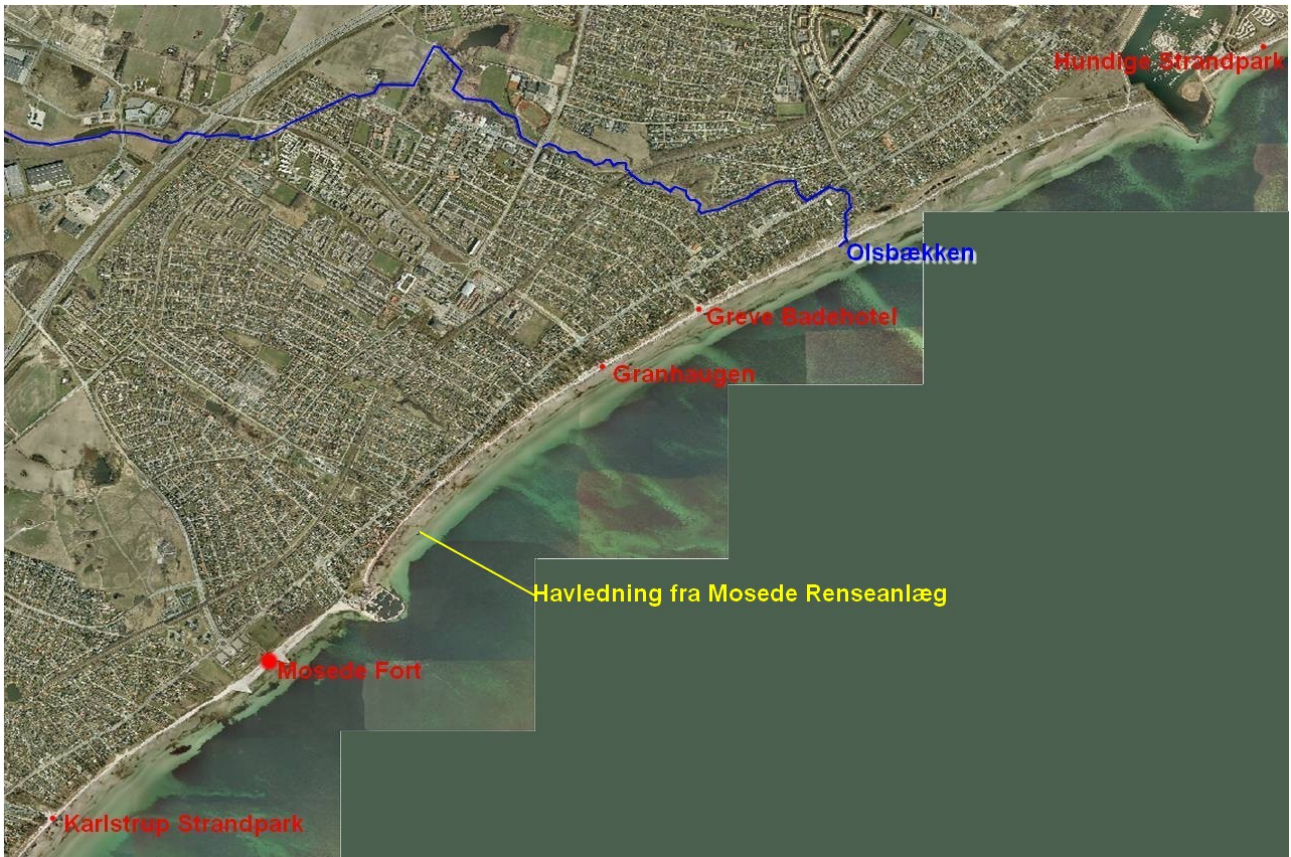 Hundige Strandpark
Olsbækken
Greve Badehotel
Granhaugen
Havledning fra Mosede Renseanlæg
Mosede Fort
Karlstrup Strandpark